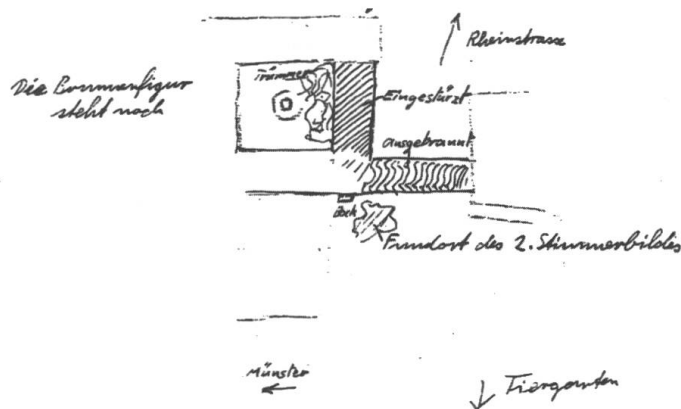 Rheinstrasse
Die Brunnenfigur
steht noch
Trümmer
Eingestürzt
ausgebrannt
Fundort des 2. Stimmerbildes
Münster
Tiergarten